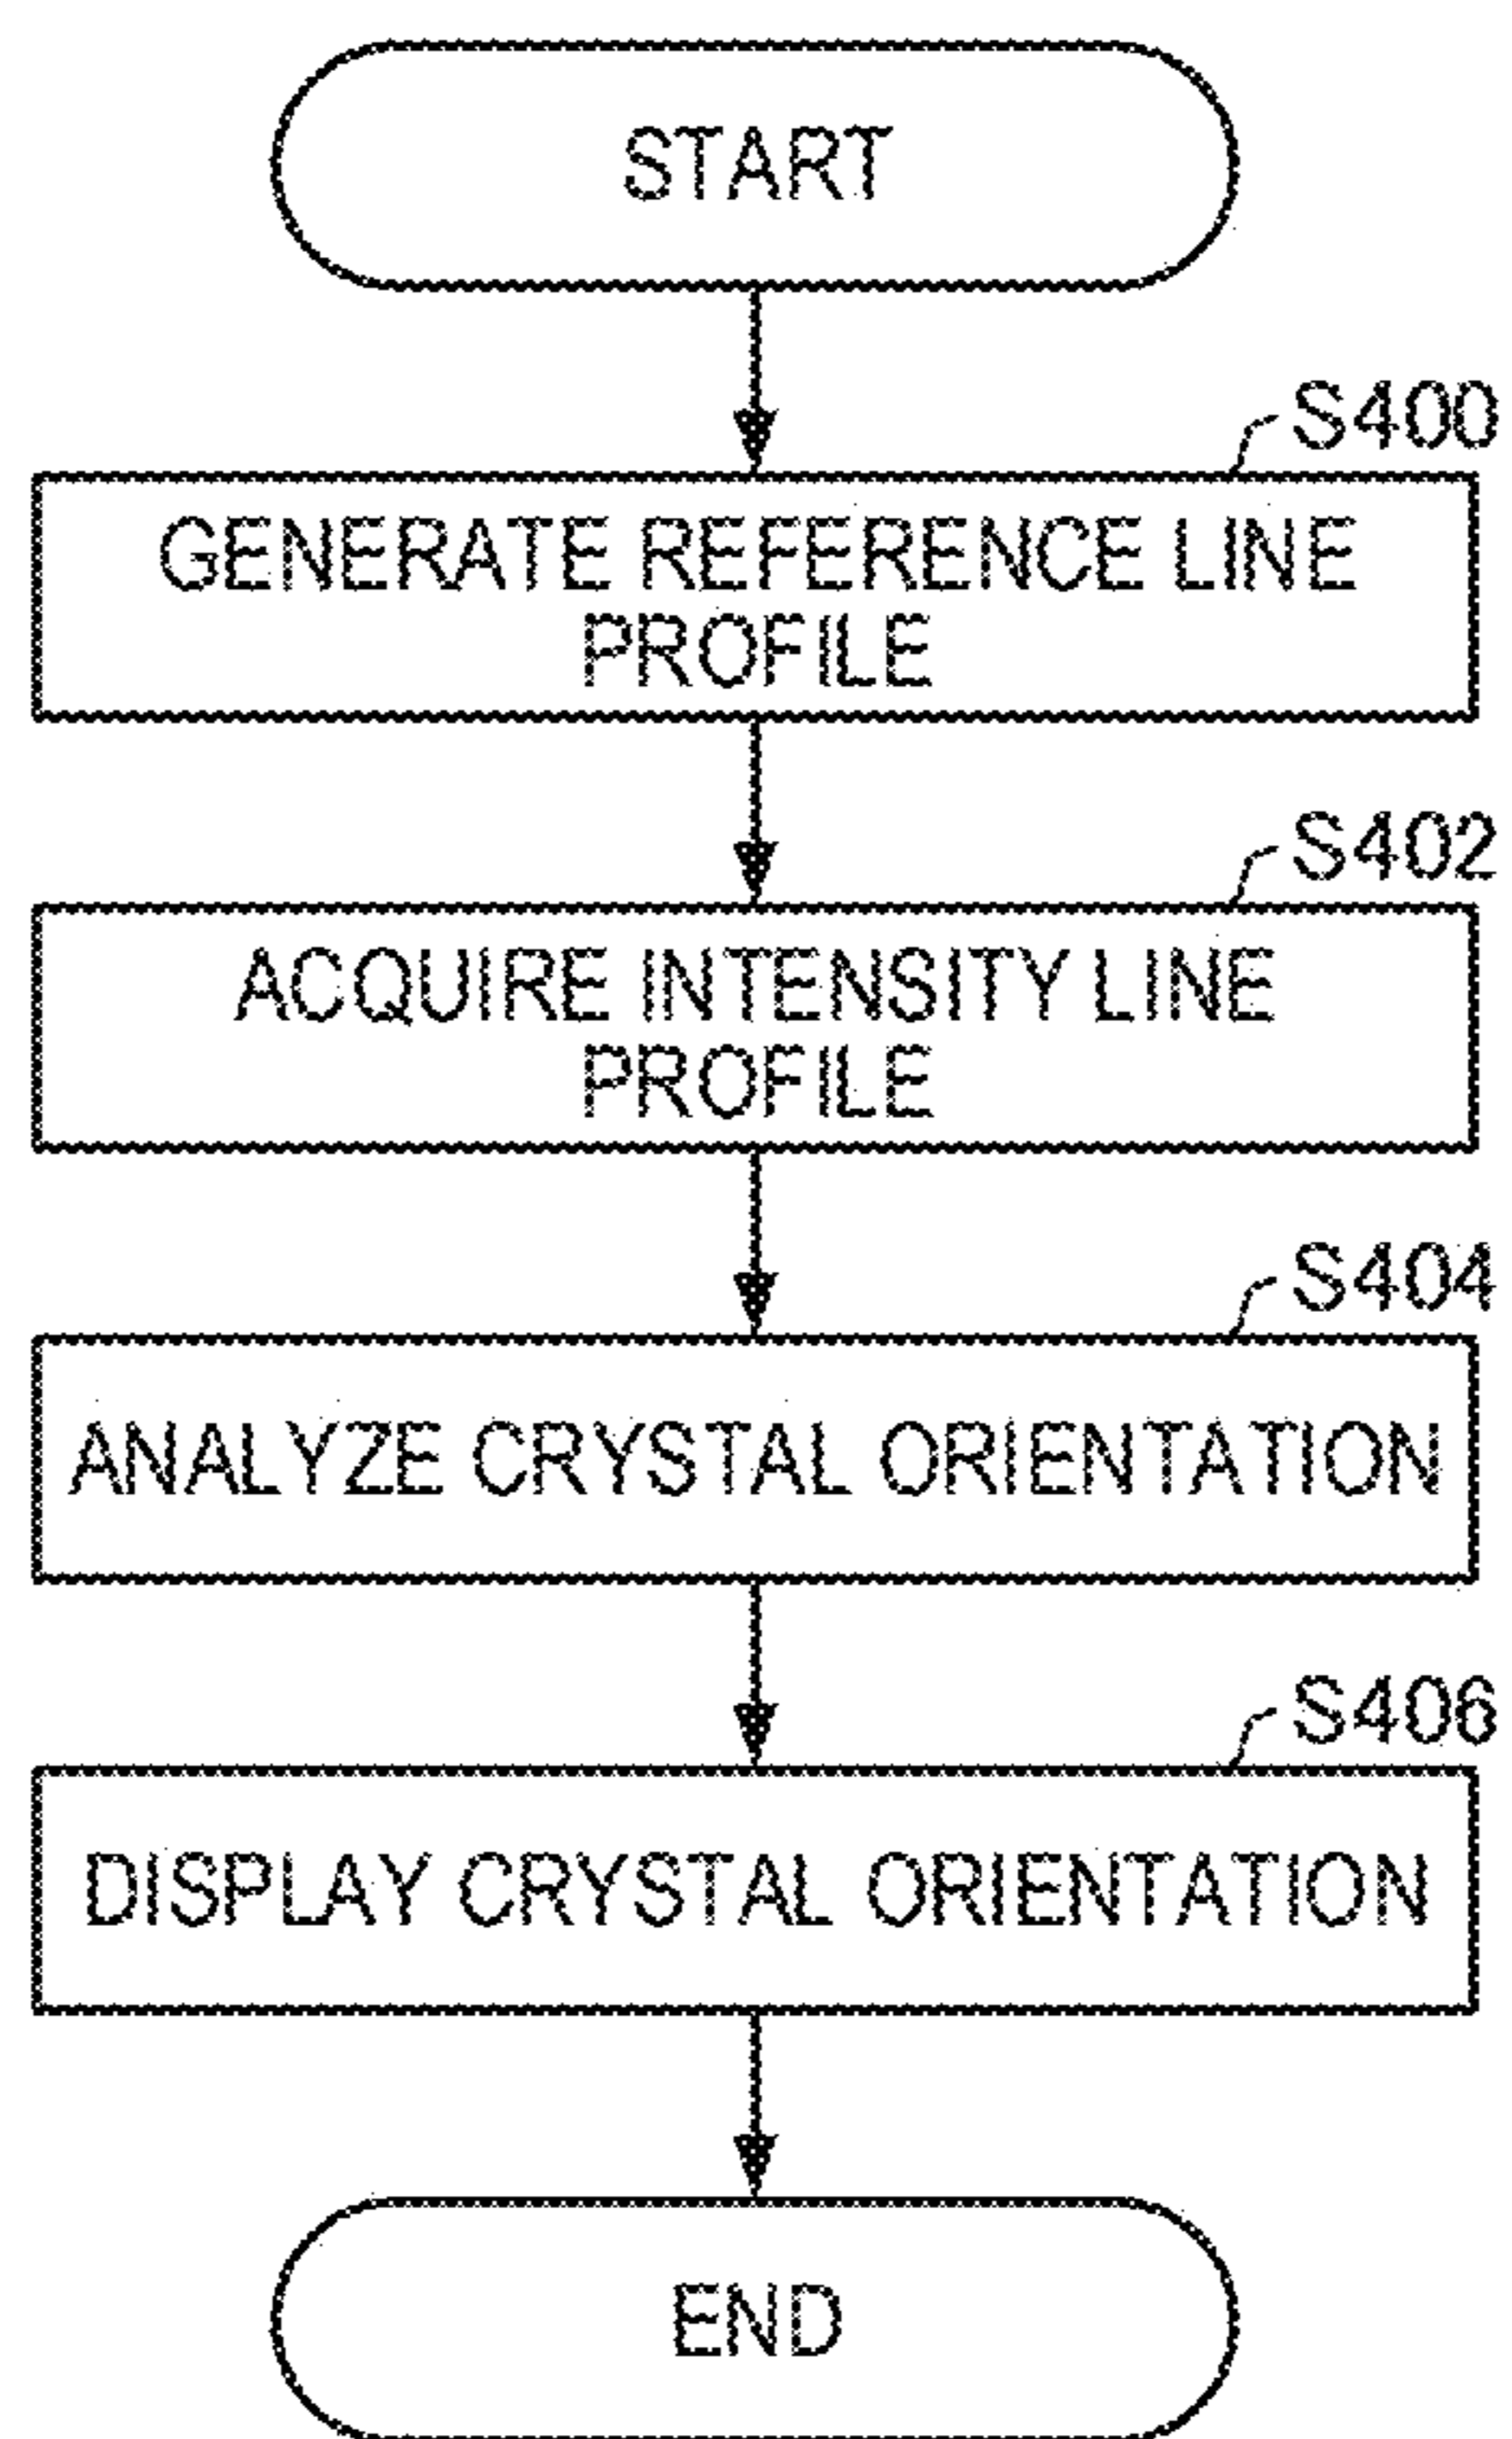 START
S400
GENERATE REFERENCE LINE
PROFILE
S402
ACQUIRE INTENSITY LINE
PROFILE
S404
ANALYZE CRYSTAL ORIENTATION
S406
DISPLAY CRYSTAL ORIENTATION
END